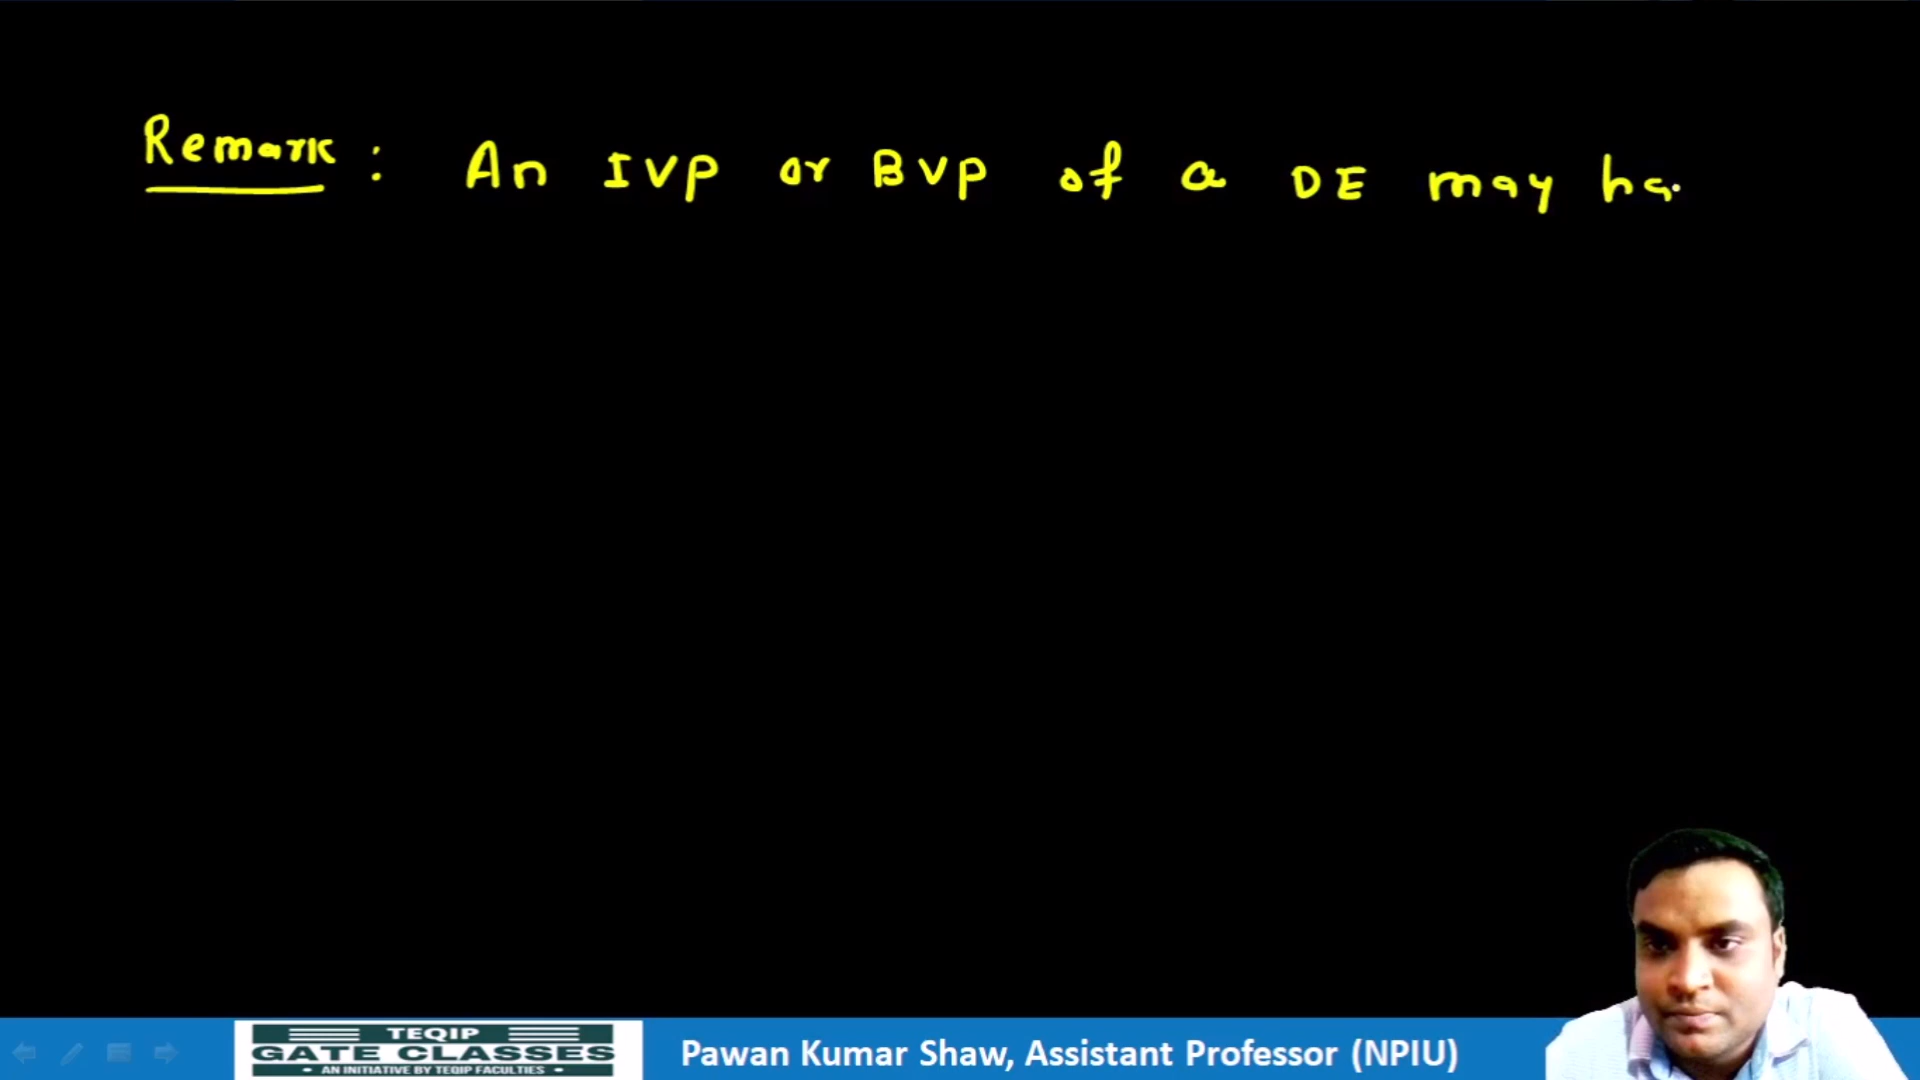 Remark : An IVP or BVP of a DE may ha
TEQIP
GATE CLASSES
• AN INITIATIVE BY TEQIP FACULTIES •
Pawan Kumar Shaw, Assistant Professor (NPIU)